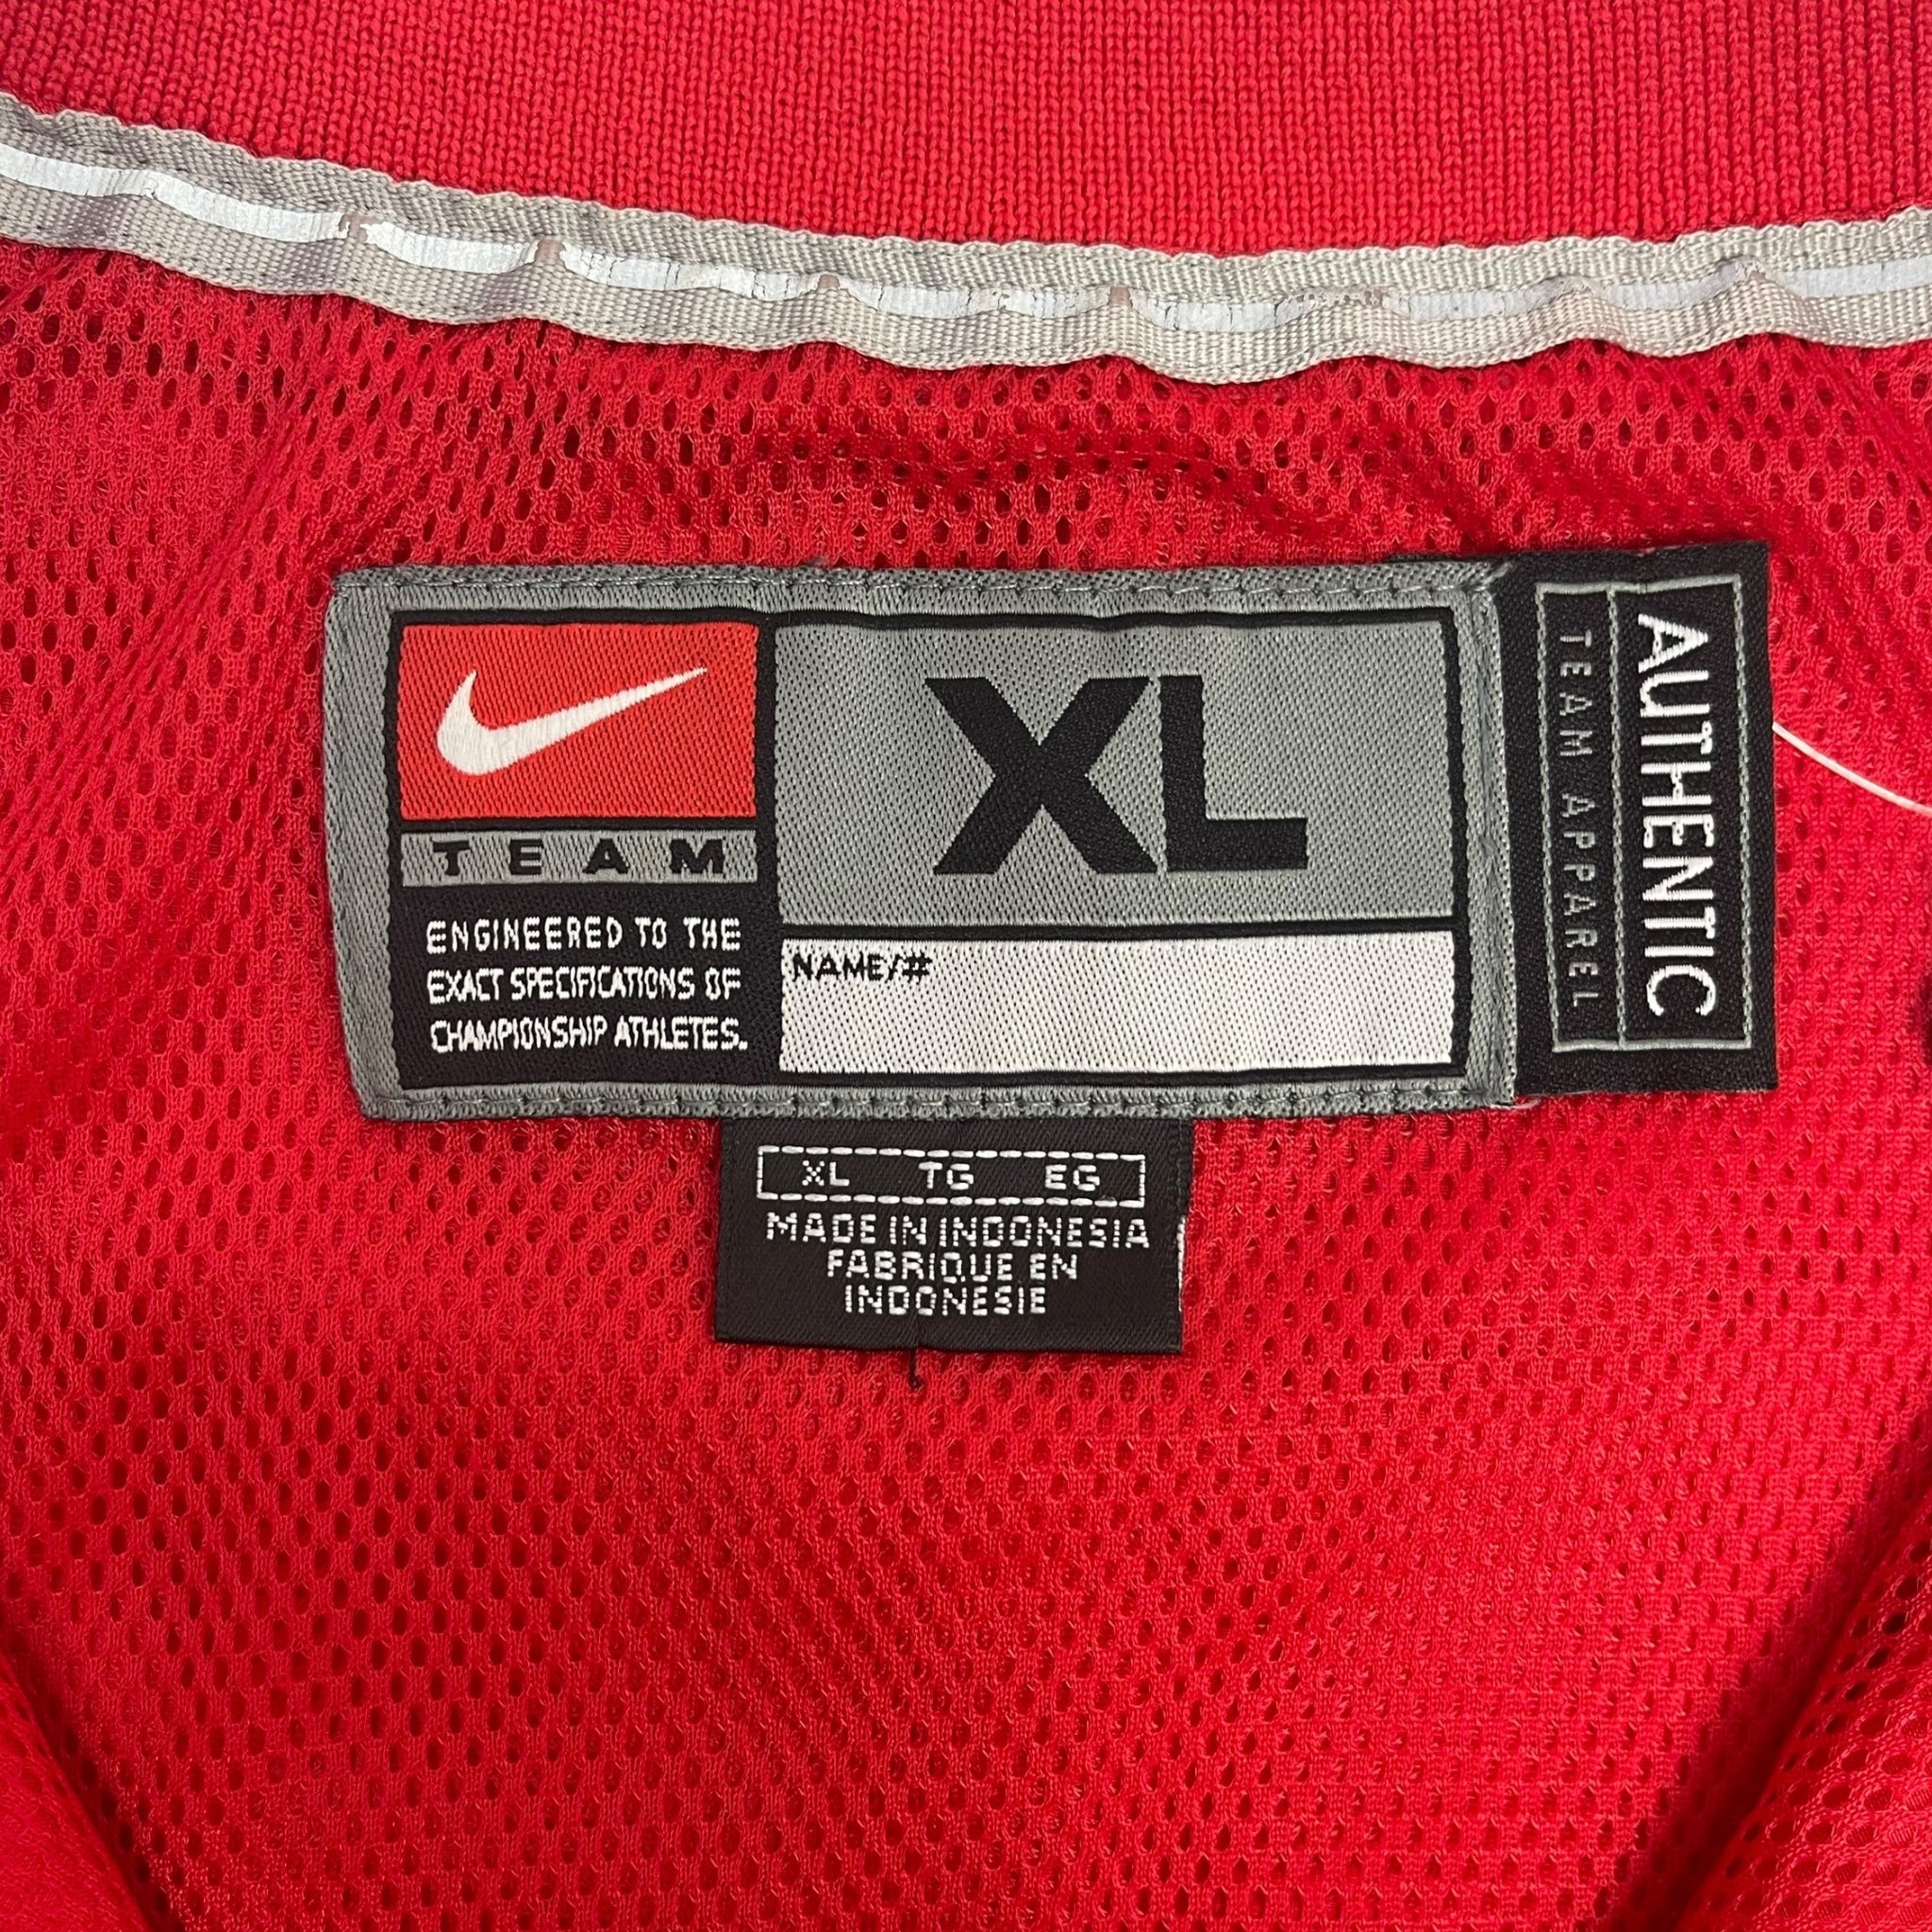 TEAM
ENGINEERED TO THE
EXACT SPECIFICATIONS OF
CHAMPIONSHIP ATHLETES.
XL
NAME/#
AUTHENTIC
TEAM APPAREL
XL TG EG
MADE IN INDONESIA
FABRIQUE EN
INDONESIE